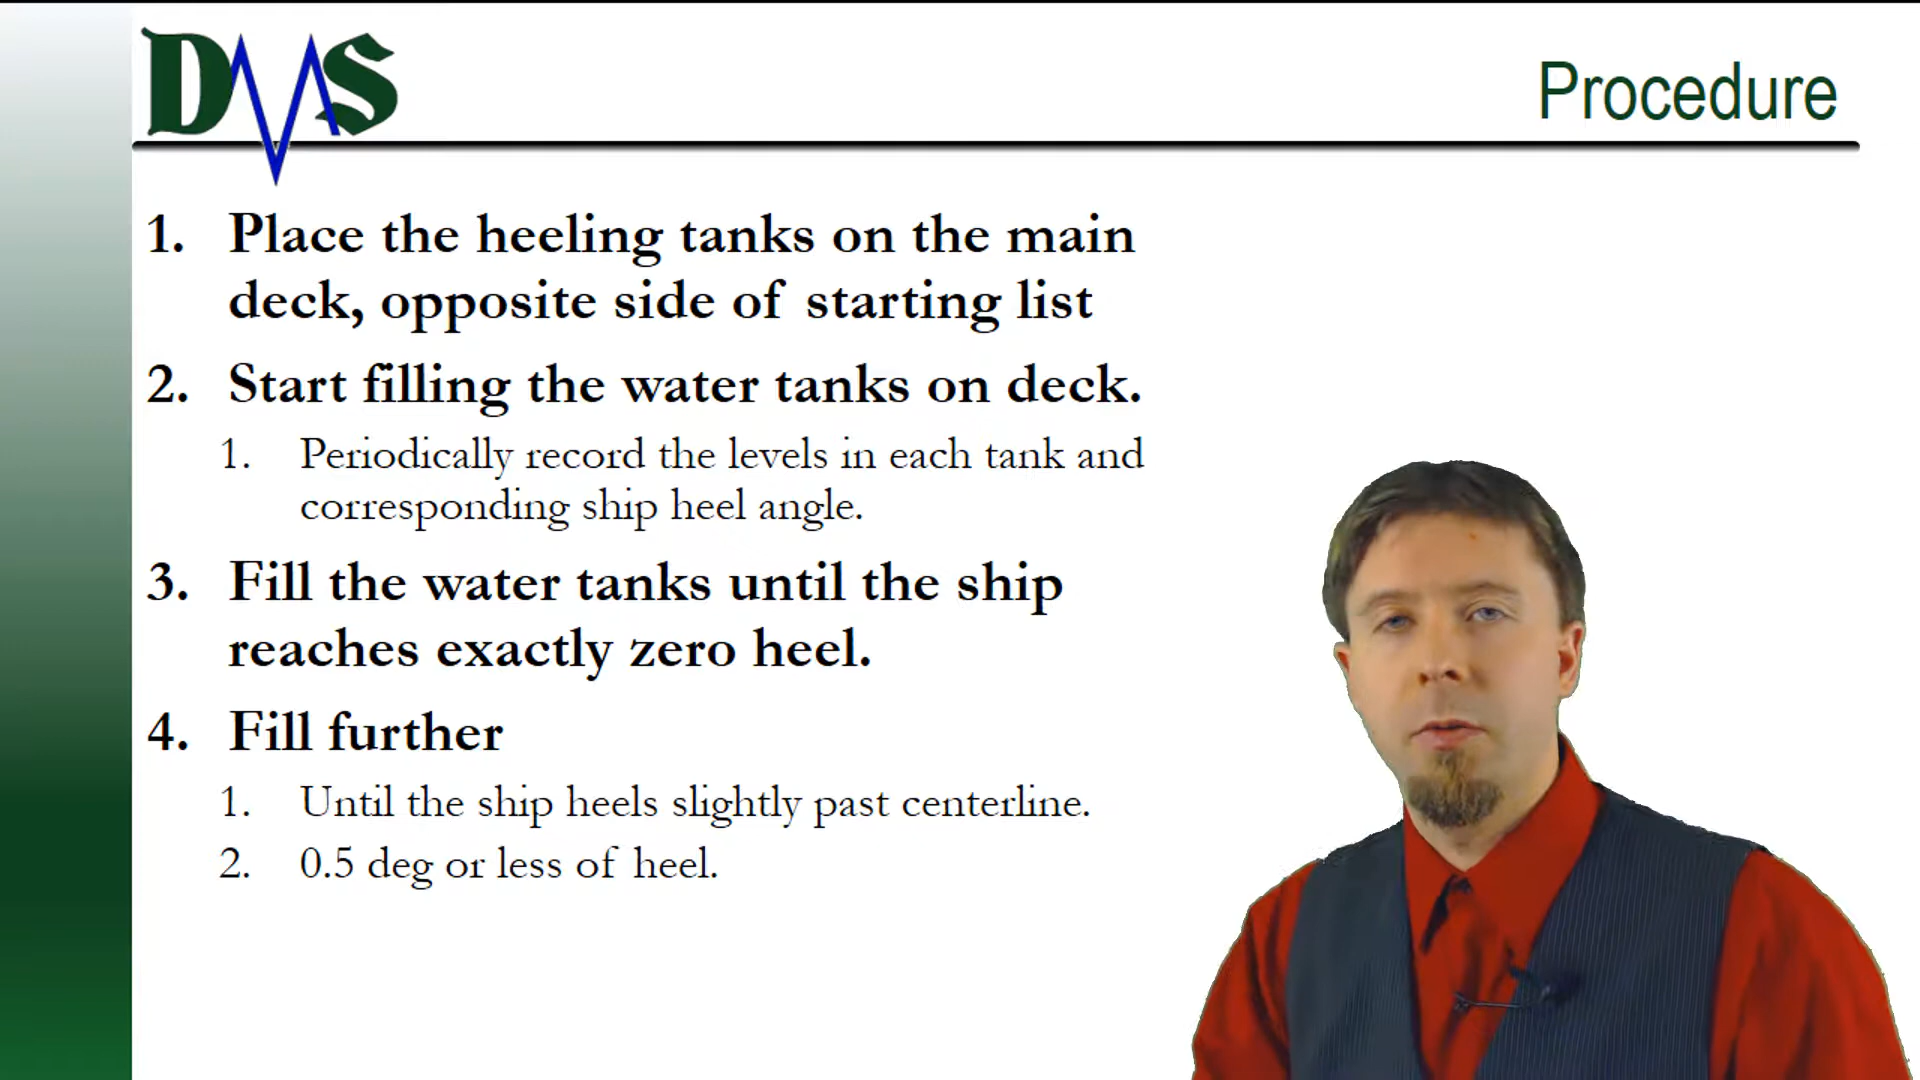 DMS
Procedure
1. Place the heeling tanks on the main
deck, opposite side of starting list
2. Start filling the water tanks on deck.
1. Periodically record the levels in each tank and
corresponding ship heel angle.
3. Fill the water tanks until the ship
reaches exactly zero heel.
4. Fill further
1. Until the ship heels slightly past centerline.
2. 0.5 deg or less of heel.